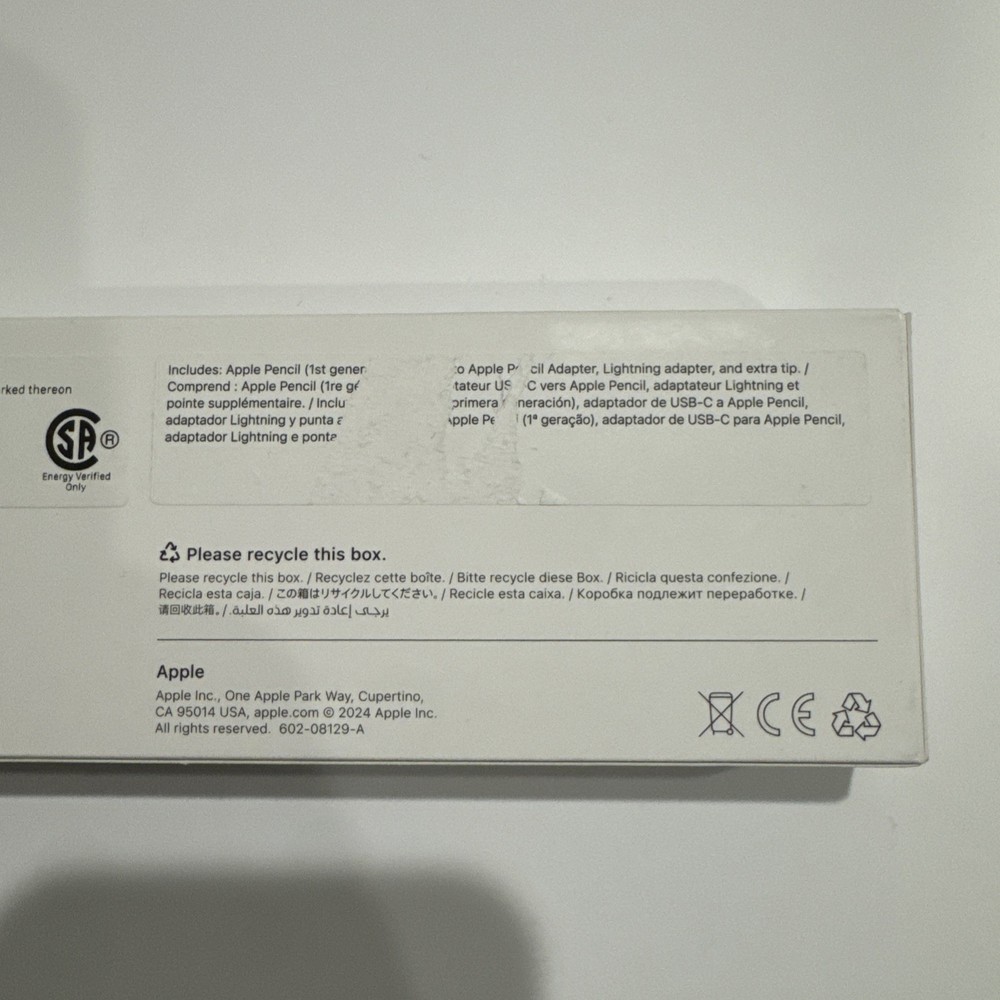 rked thereon
SA®
Energy Verified
Only
Includes: Apple Pencil (1st gener to Apple Pencil Adapter, Lightning adapter, and extra tip. /
Comprend : Apple Pencil (1re gé tateur US C vers Apple Pencil, adaptateur Lightning et
pointe supplémentaire. / Inclu primera neración), adaptador de USB-C a Apple Pencil,
adaptador Lightning y punta e Apple Pe (1ª geração), adaptador de USB-C para Apple Pencil,
adaptador Lightning e ponta
Please recycle this box.
Please recycle this box. / Recyclez cette boîte. / Bitte recycle diese Box. / Ricicla questa confezione. /
Recicla esta caja. / この箱はリサイクルしてください。/ Recicle esta caixa. / Коробка подлежит переработке. /
请回收此箱。/ يرجى إعادة تدوير هذه العلبة.
Apple
Apple Inc., One Apple Park Way, Cupertino,
CA 95014 USA, apple.com © 2024 Apple Inc.
All rights reserved. 602-08129-A
CE